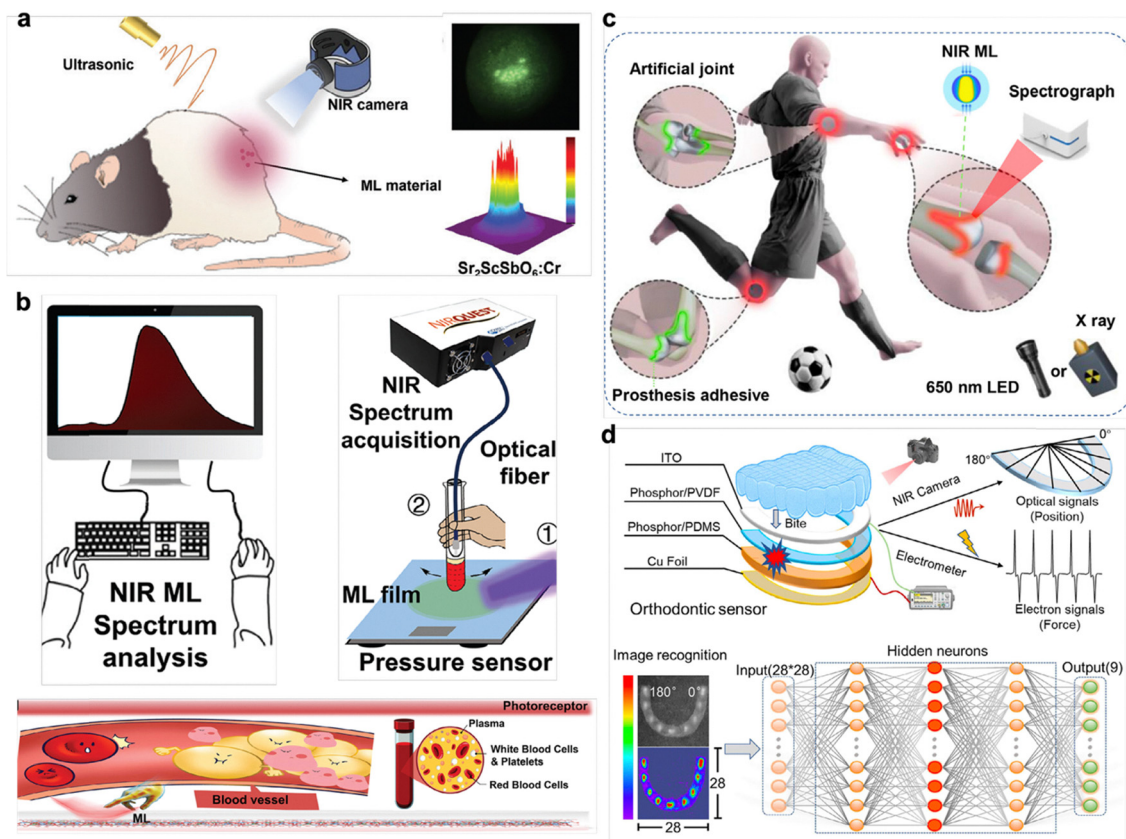 a
Ultrasonic
NIR camera
ML material
Sr₂ScSbO₆:Cr
b
NIR ML
Spectrum
analysis
NIRQUEST
NIR
Spectrum
acquisition
Optical
fiber
②
①
ML film
Pressure sensor
Photoreceptor
Plasma
White Blood Cells
& Platelets
Red Blood Cells
Blood vessel
ML
c
Artificial joint
NIR ML
Spectrograph
Prosthesis adhesive
X ray
650 nm LED
or
d
ITO
Phosphor/PVDF
Phosphor/PDMS
Cu Foil
Bite
Orthodontic sensor
NIR Camera
Electrometer
0°
180°
Optical signals
(Position)
Electron signals
(Force)
Image recognition
180°
0°
28
28
Input(28*28)
Hidden neurons
Output(9)